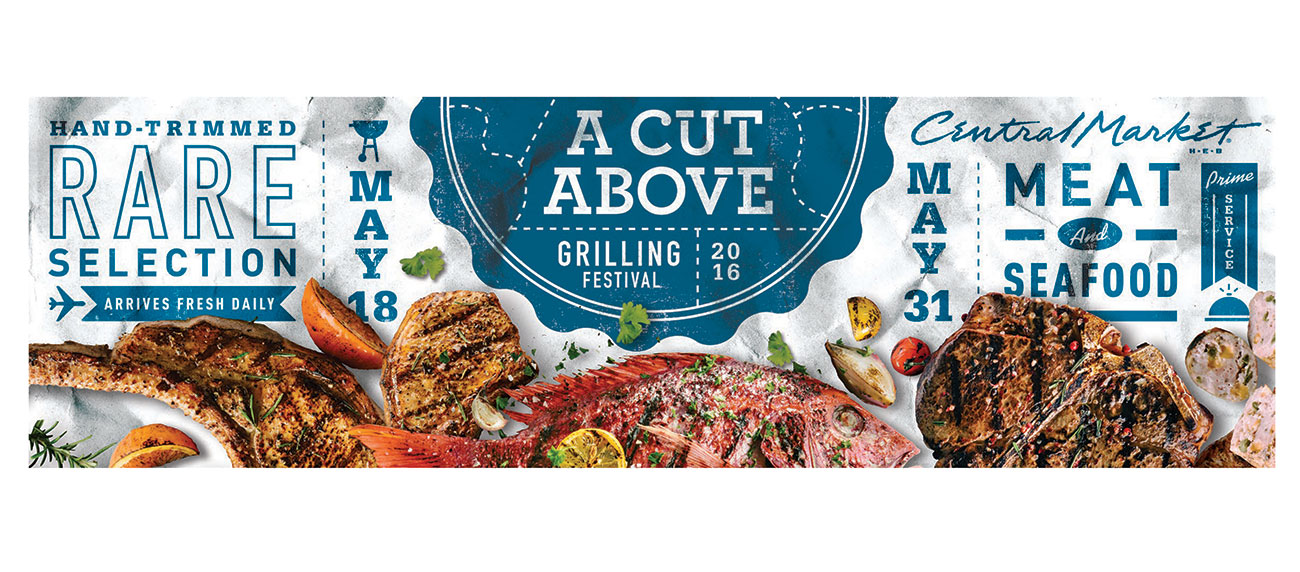 HAND-TRIMMED
RARE
SELECTION
ARRIVES FRESH DAILY
MAY
18
A CUT
ABOVE
GRILLING
FESTIVAL
20
16
MAY
31
Central Market®
H-E-B
MEAT
And
SEAFOOD
Prime
SERVICE